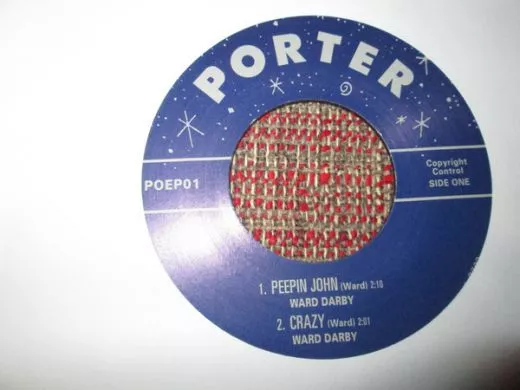 PORTER
POEP01
Copyright
Control
SIDE ONE
1. PEEPIN JOHN (Ward) 2:10
WARD DARBY
2. CRAZY (Ward) 2:01
WARD DARBY